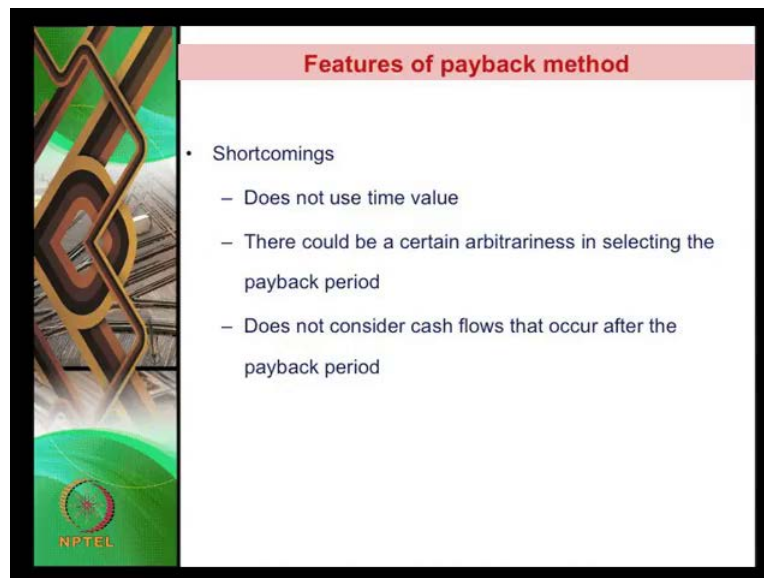 Features of payback method
• Shortcomings
– Does not use time value
– There could be a certain arbitrariness in selecting the
payback period
– Does not consider cash flows that occur after the
payback period
NPTEL